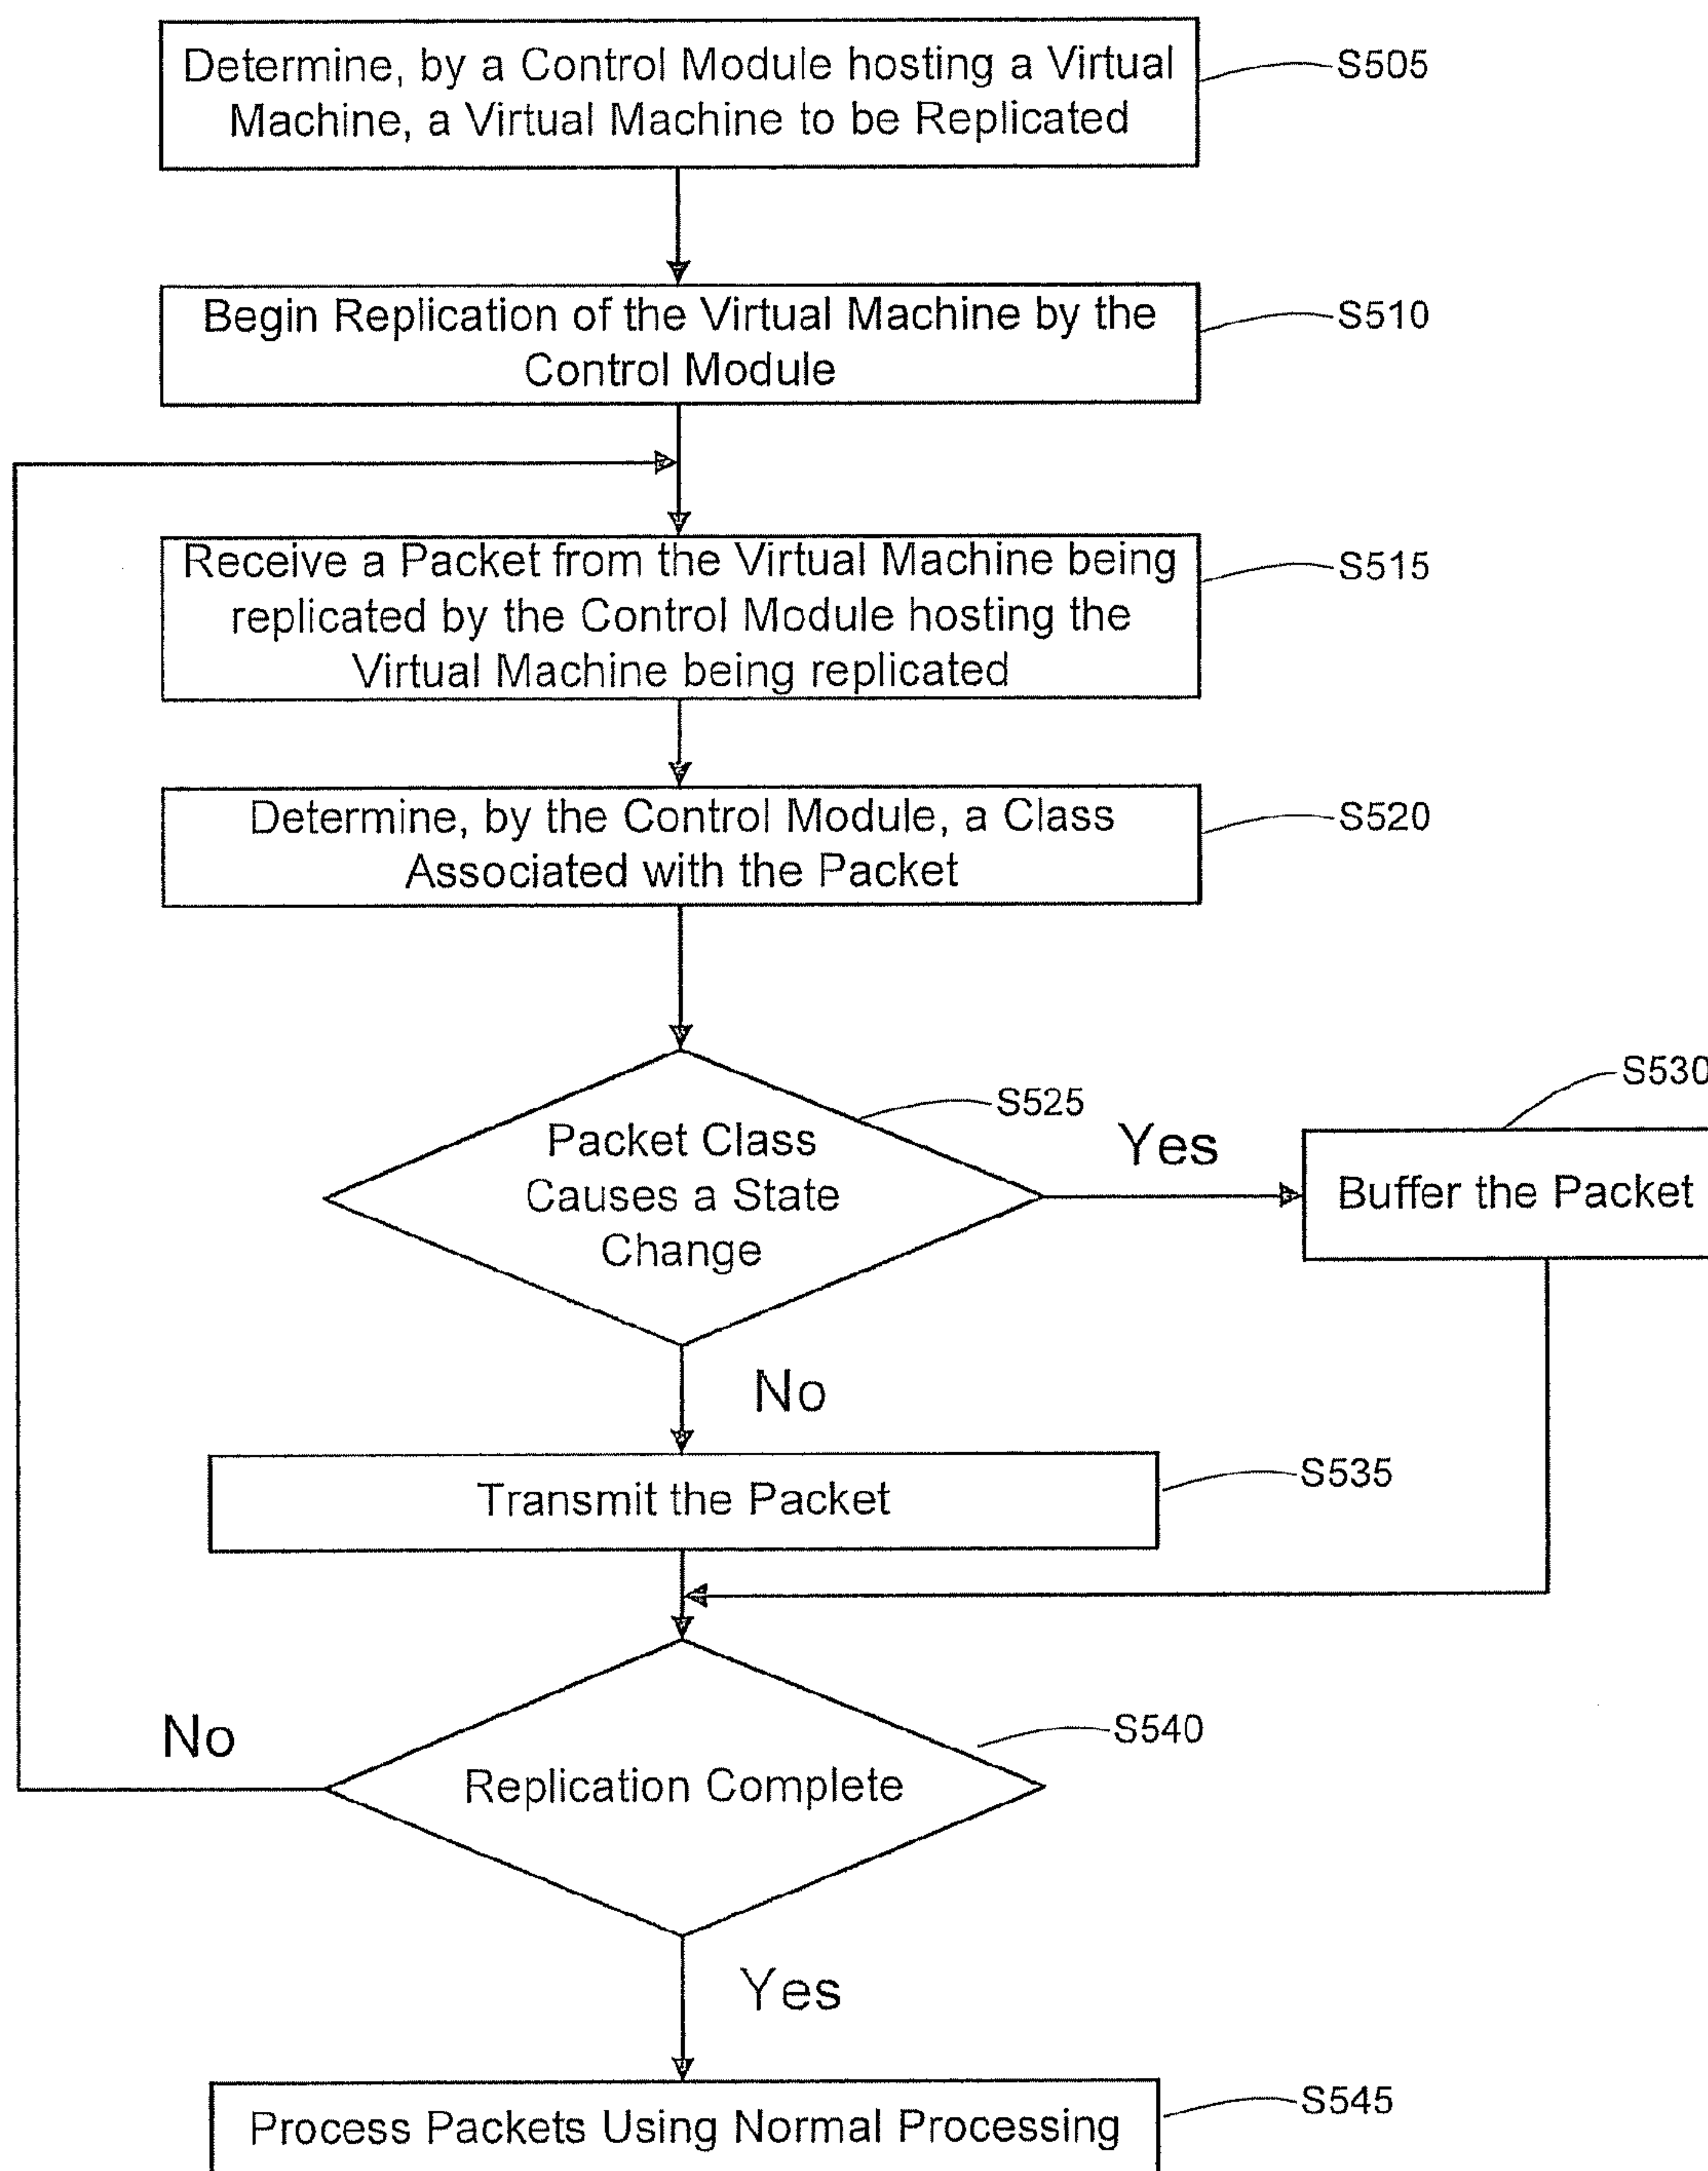 Determine, by a Control Module hosting a Virtual
Machine, a Virtual Machine to be Replicated
S505
Begin Replication of the Virtual Machine by the
Control Module
S510
Receive a Packet from the Virtual Machine being
replicated by the Control Module hosting the
Virtual Machine being replicated
S515
Determine, by the Control Module, a Class
Associated with the Packet
S520
Packet Class
Causes a State
Change
S525
Yes
S530
Buffer the Packet
No
Transmit the Packet
S535
Replication Complete
S540
No
Yes
Process Packets Using Normal Processing
S545